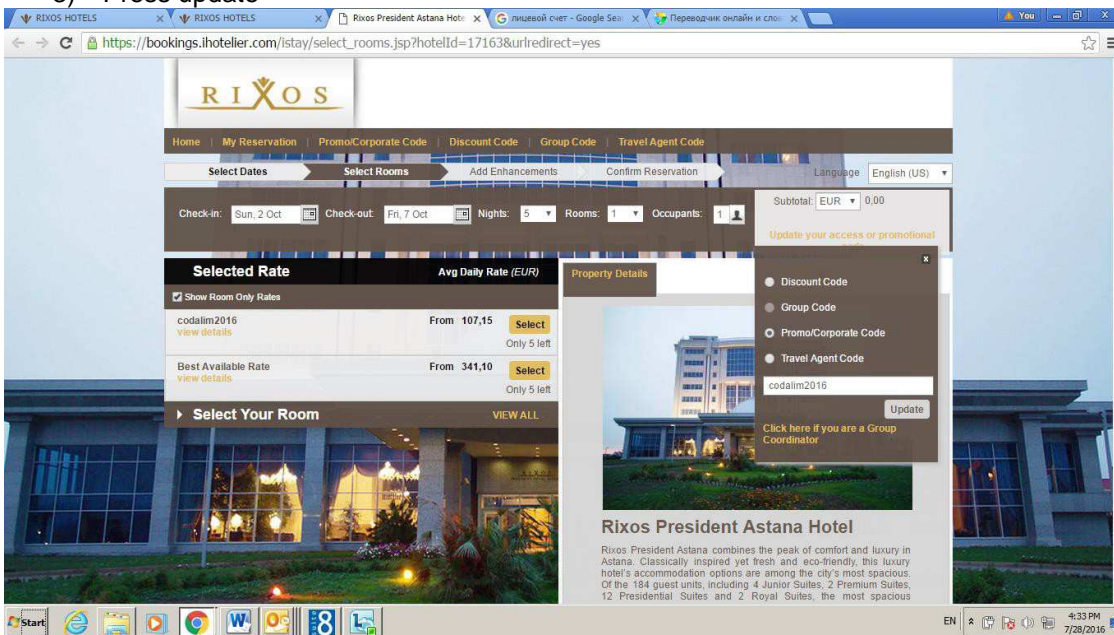 Press update
RIXOS HOTELS
RIXOS HOTELS
Rixos President Astana Hote
лицевой счет - Google Sea
Переводчик онлайн и слов
You
https://bookings.ihotelier.com/istay/select_rooms.jsp?hotelId=17163&urlredirect=yes
RIXOS
Home | My Reservation | Promo/Corporate Code | Discount Code | Group Code | Travel Agent Code
Select Dates
Select Rooms
Add Enhancements
Confirm Reservation
Language
English (US)
Check-in: Sun, 2 Oct Check-out: Fri, 7 Oct Nights: 5 Rooms: 1 Occupants: 1
Subtotal: EUR 0,00
Update your access or promotional
Selected Rate
Avg Daily Rate (EUR)
Show Room Only Rates
codalim2016 From 107,15 Select
view details
Only 5 left
Best Available Rate From 341,10 Select
view details
Only 5 left
Select Your Room
VIEW ALL
Property Details
x
Discount Code
Group Code
Promo/Corporate Code
Travel Agent Code
codalim2016
Update
Click here if you are a Group
Coordinator
Rixos President Astana Hotel
Rixos President Astana combines the peak of comfort and luxury in
Astana. Classically inspired yet fresh and eco-friendly, this luxury
hotel's accommodation options are among the city's most spacious.
Of the 184 guest units, including 4 Junior Suites, 2 Premium Suites,
12 Presidential Suites and 2 Royal Suites, the most spacious
Start
EN
4:33 PM
7/28/2016